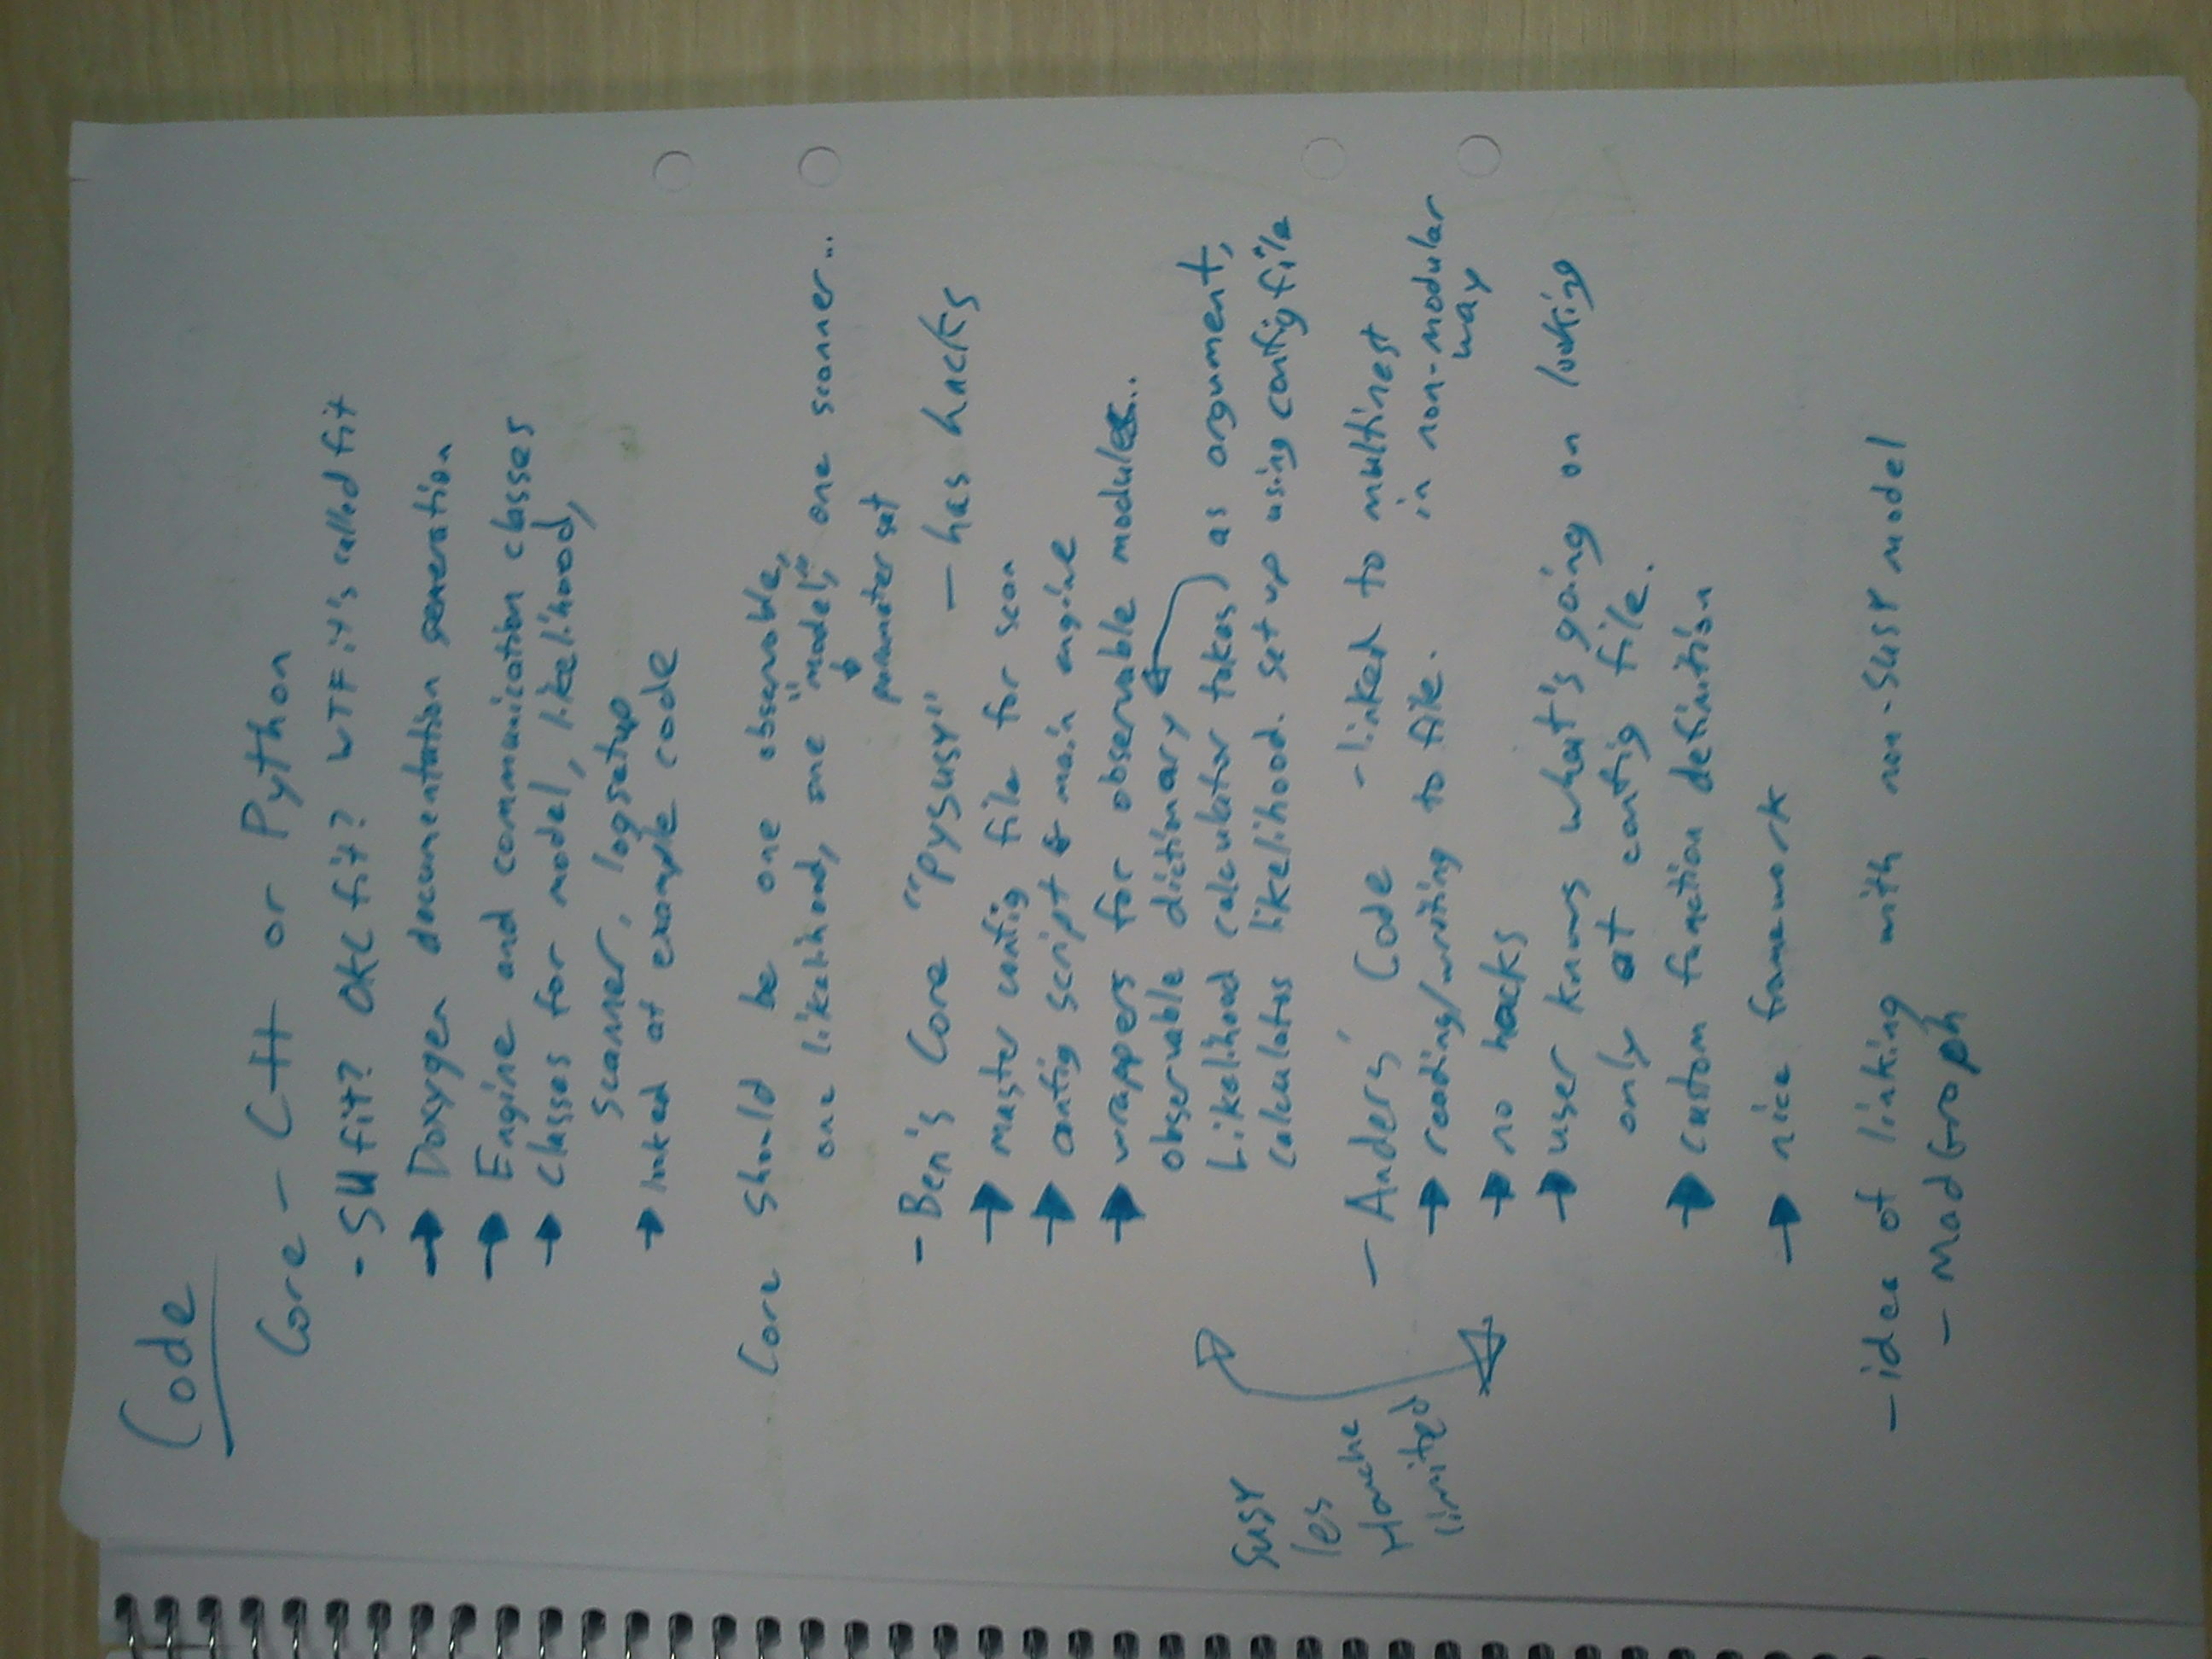 Code
Core - C++ or Python
- SUfit? OKCfit? WTF it's called fit
→ Doxygen documentation generation
→ Engine and communication classes
→ Classes for model, likelihood,
scanner, logsetup
→ looked at example code
Core should be one observable,
one likelihood, one "model," one scanner...
↓
parameter set
- Ben's Core "PYSUSY" - has hacks
→ master config file for scan
→ config script & main engine
→ wrappers for observable modules...
observable dictionary
Likelihood calculator takes as argument,
calculates likelihood. set up using config file
SUSY
les
Houche
limited
- Anders' Code - linked to multinest
in non-modular
way
→ reading/writing to file.
→ no hacks
→ user knows what's going on looking
only at config file.
→ custom function definition
→ nice framework
- idea of linking with non-SUSY model
- MadGraph